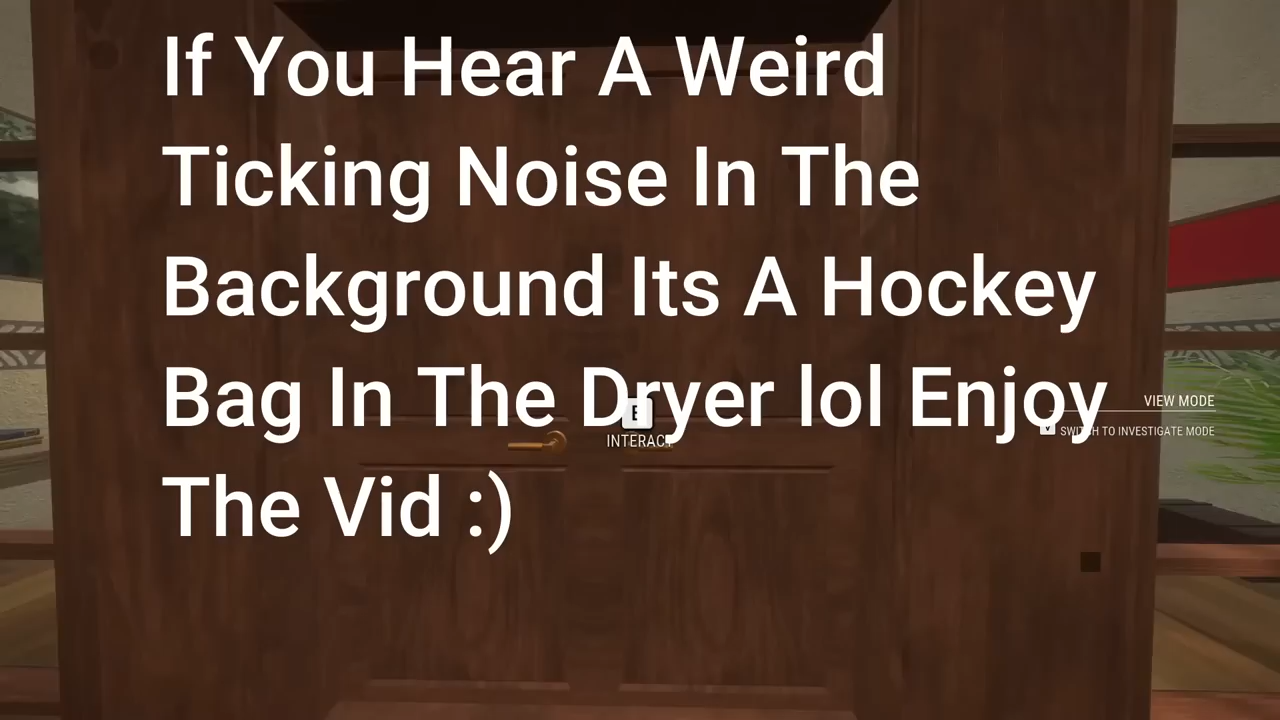 If You Hear A Weird
Ticking Noise In The
Background Its A Hockey
Bag In The Dryer lol Enjoy
The Vid :)
E
INTERACT
VIEW MODE
SWITCH TO INVESTIGATE MODE